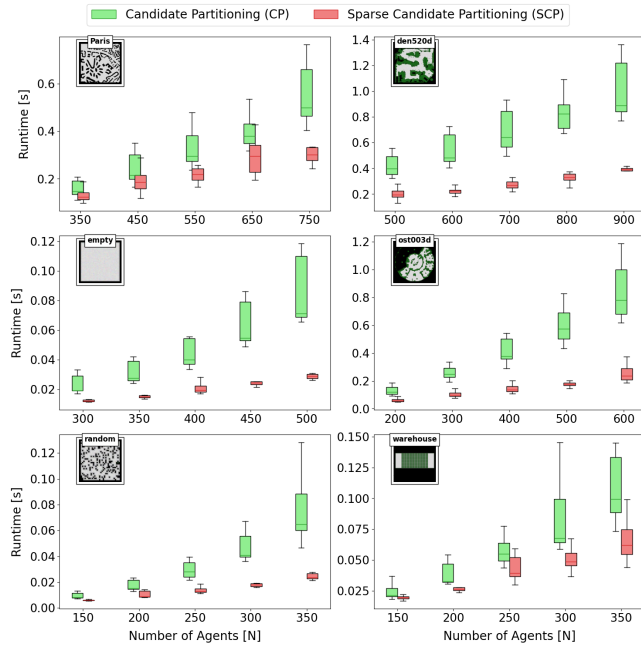 Candidate Partitioning (CP) Sparse Candidate Partitioning (SCP)
Paris
Runtime [s]
0.6
0.4
0.2
350 450 550 650 750
den520d
1.4
1.2
1.0
0.8
0.6
0.4
0.2
0.0
500 600 700 800 900
empty
Runtime [s]
0.12
0.10
0.08
0.06
0.04
0.02
300 350 400 450 500
ost003d
1.2
1.0
0.8
0.6
0.4
0.2
0.0
200 300 400 500 600
random
Runtime [s]
0.12
0.10
0.08
0.06
0.04
0.02
0.00
150 200 250 300 350
Number of Agents [N]
warehouse
0.150
0.125
0.100
0.075
0.050
0.025
150 200 250 300 350
Number of Agents [N]